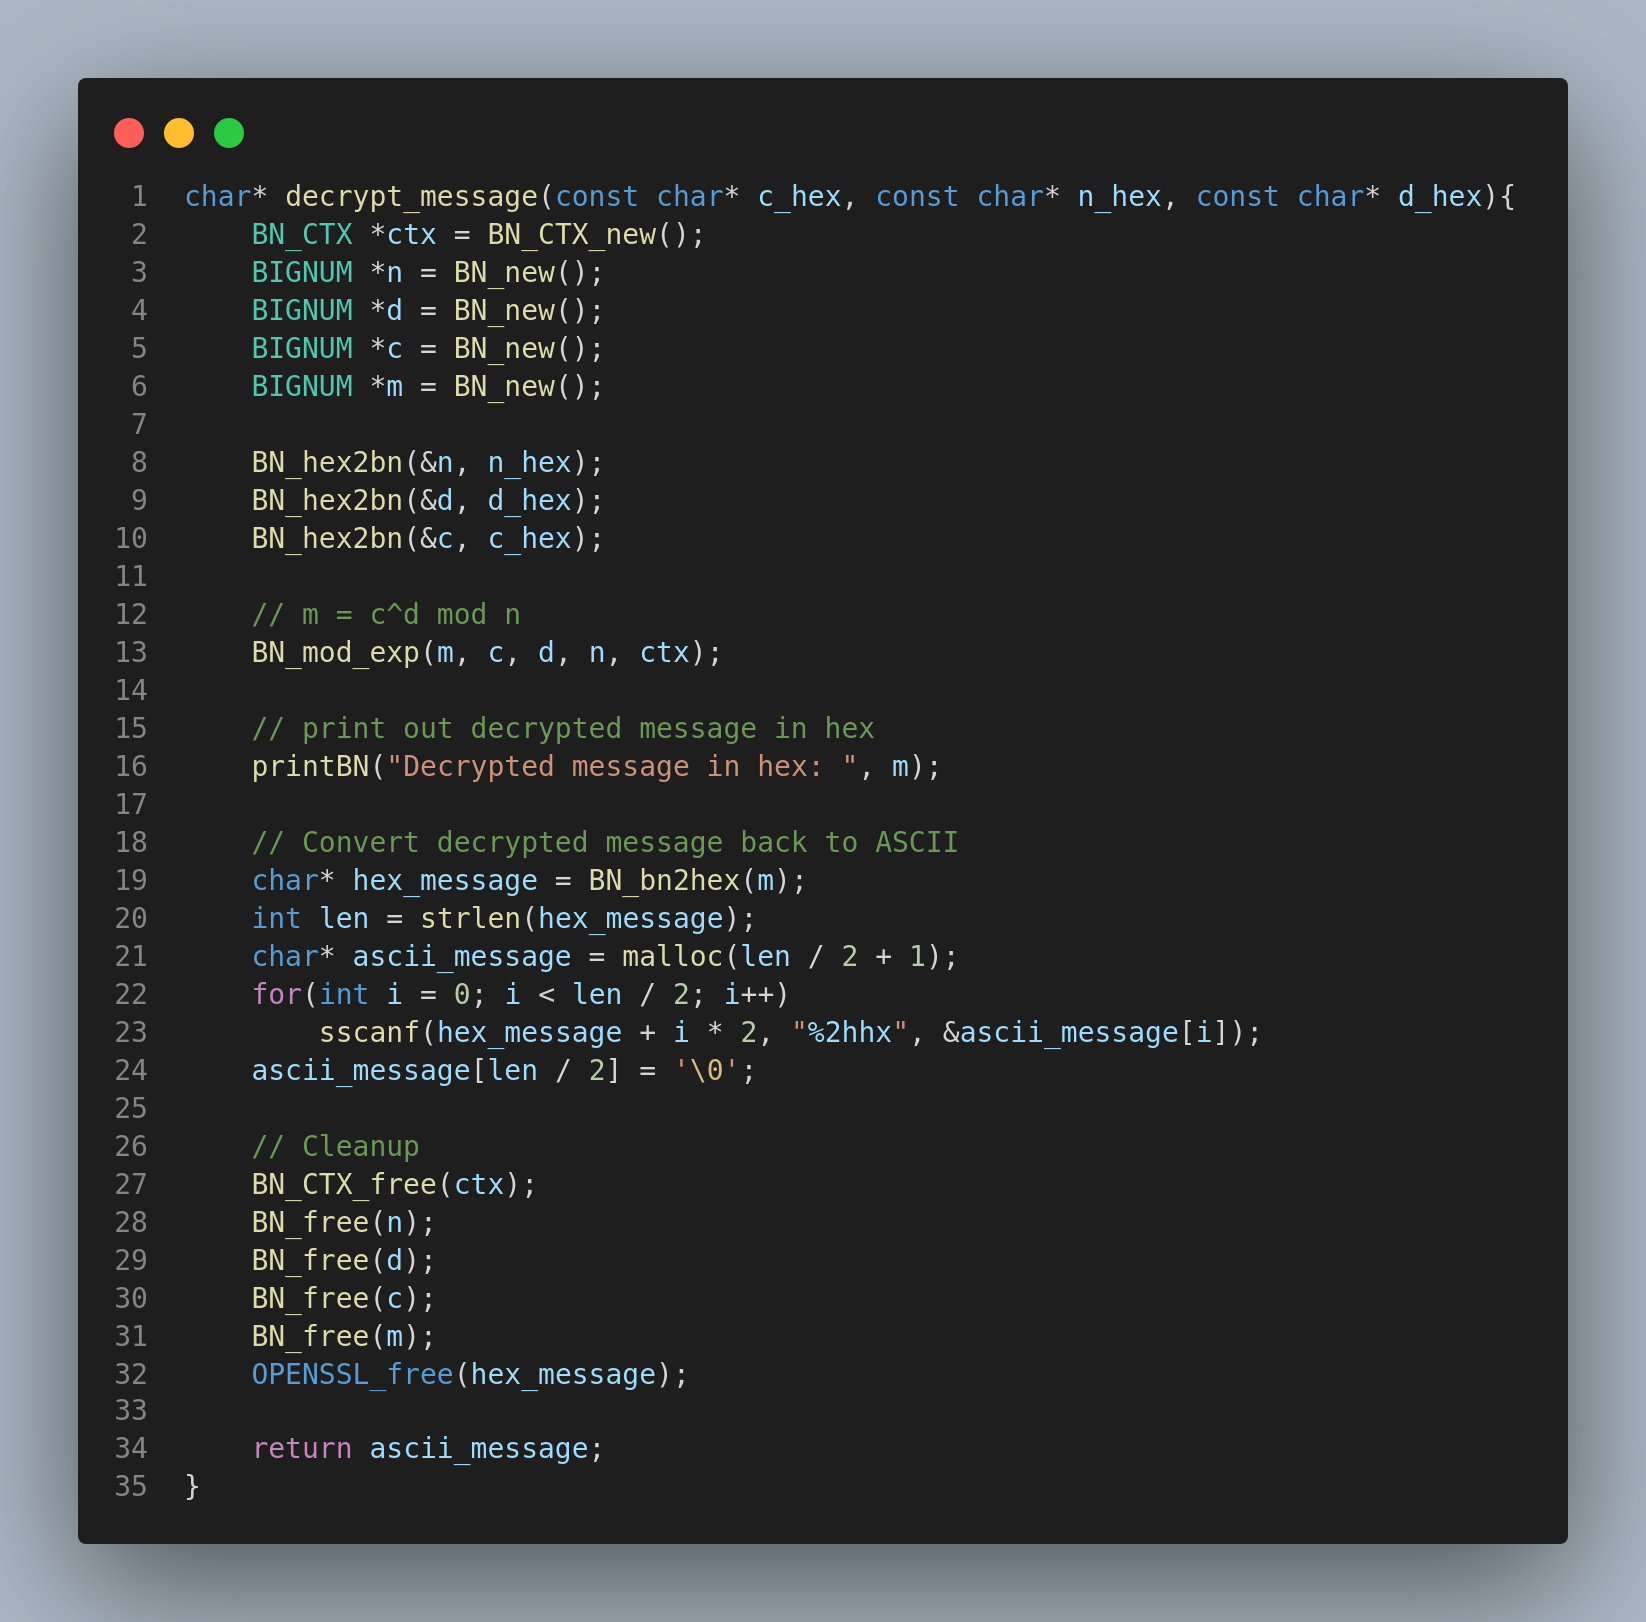 1 char* decrypt_message(const char* c_hex, const char* n_hex, const char* d_hex){
2     BN_CTX *ctx = BN_CTX_new();
3     BIGNUM *n = BN_new();
4     BIGNUM *d = BN_new();
5     BIGNUM *c = BN_new();
6     BIGNUM *m = BN_new();
7
8     BN_hex2bn(&n, n_hex);
9     BN_hex2bn(&d, d_hex);
10     BN_hex2bn(&c, c_hex);
11
12     // m = c^d mod n
13     BN_mod_exp(m, c, d, n, ctx);
14
15     // print out decrypted message in hex
16     printBN("Decrypted message in hex: ", m);
17
18     // Convert decrypted message back to ASCII
19     char* hex_message = BN_bn2hex(m);
20     int len = strlen(hex_message);
21     char* ascii_message = malloc(len / 2 + 1);
22     for(int i = 0; i < len / 2; i++)
23         sscanf(hex_message + i * 2, "%2hhx", &ascii_message[i]);
24     ascii_message[len / 2] = '\0';
25
26     // Cleanup
27     BN_CTX_free(ctx);
28     BN_free(n);
29     BN_free(d);
30     BN_free(c);
31     BN_free(m);
32     OPENSSL_free(hex_message);
33
34     return ascii_message;
35 }